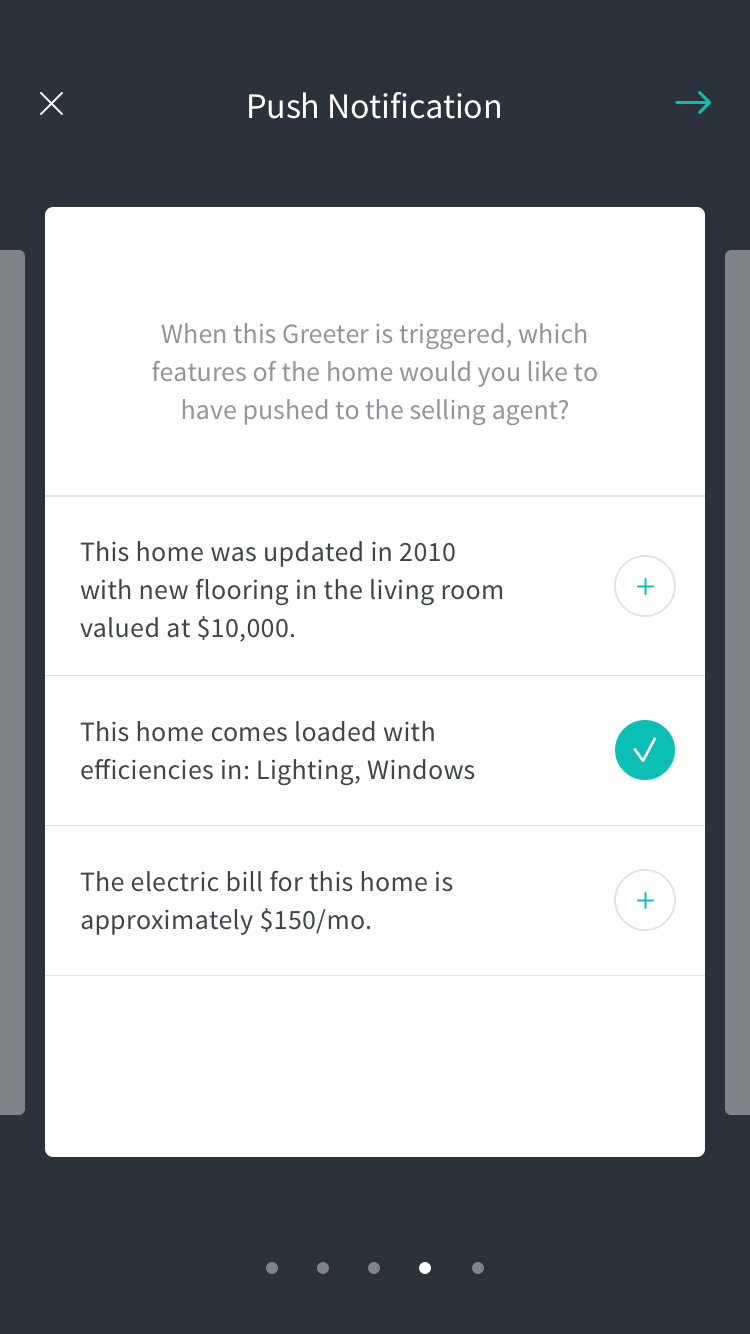 Push Notification
When this Greeter is triggered, which
features of the home would you like to
have pushed to the selling agent?
This home was updated in 2010
with new flooring in the living room
valued at $10,000.
This home comes loaded with
efficiencies in: Lighting, Windows
The electric bill for this home is
approximately $150/mo.